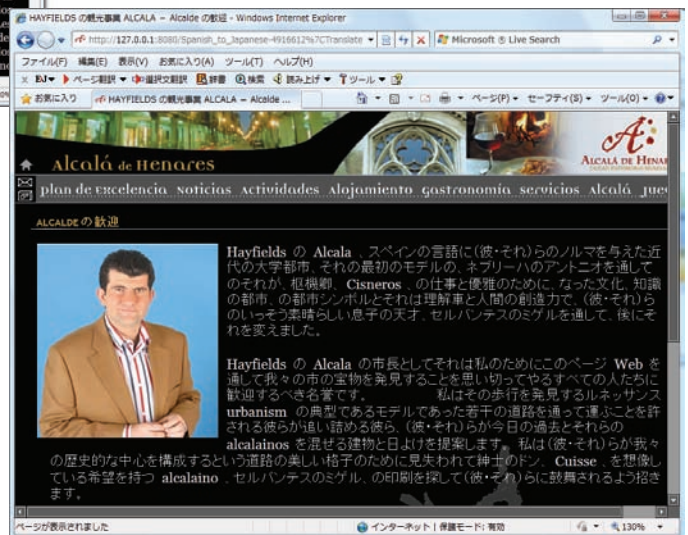 HAYFIELDS の観光事業 ALCALA – Alcalde の歓迎 - Windows Internet Explorer
http://127.0.0.1:8080/Spanish_to_Japanese-4916612%7CTranslate
Microsoft® Live Search
ファイル(F) 編集(E) 表示(V) お気に入り(A) ツール(T) ヘルプ(H)
× EJ ページ翻訳 選択文翻訳 辞書 検索 読み上げ ツール
お気に入り HAYFIELDS の観光事業 ALCALA – Alcalde ... ページ(P) セーフティ(S) ツール(O)
Alcalá de Henares
ALCALÁ DE HENAR
plan de excelencia noticias actividades alojamiento gastronomía servicios alcalá jueg
ALCALDE の歓迎
Hayfields の Alcala 、スペインの言語に(彼・それ)らのノルマを与えた近
代の大学都市、それの最初のモデルの、ネブリーハのアントニオを通して
のそれが、枢機卿、Cisneros 、の仕事と優雅のために、なった文化、知識
の都市、の都市シンボルとそれは理解車と人間の創造力で、(彼・それ)ら
のいっそう素晴らしい息子の天才、セルバンテスのミゲルを通して、後にそ
れを変えました。
Hayfields の Alcala の市長としてそれは私のためにこのページ Web を
通して我々の市の宝物を発見することを思い切ってやるすべての人たちに
歓迎するべき名誉です。 私はその歩行を発見するルネッサンス
urbanism の典型であるモデルであった若干の道路を通って運ぶことを許
される彼らが追い詰める彼ら、(彼・それ)らが今日の過去とそれらの
alcalainos を混ぜる建物と日よけを提案します。 私は(彼・それ)らが我々
の歴史的な中心を構成するという道路の美しい格子のために見失われて紳士のドン、Cuisse 、を想像し
ている希望を持つ alcalaino 、セルバンテスのミゲル、の印刷を探して(彼・それ)らに鼓舞されるよう招き
ます。
ページが表示されました インターネット | 保護モード: 有効 130%